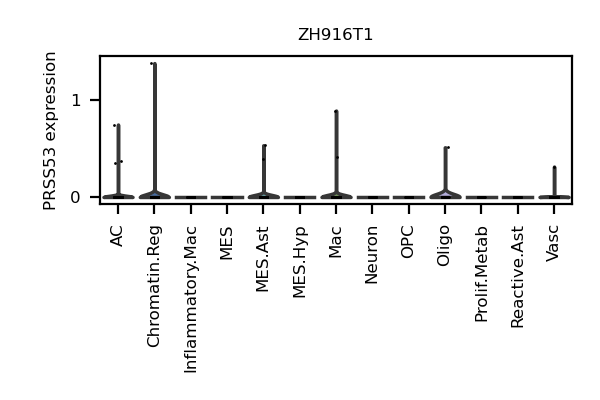 ZH916T1
PRSS53 expression
1
0
AC
Chromatin.Reg
Inflammatory.Mac
MES
MES.Ast
MES.Hyp
Mac
Neuron
OPC
Oligo
Prolif.Metab
Reactive.Ast
Vasc